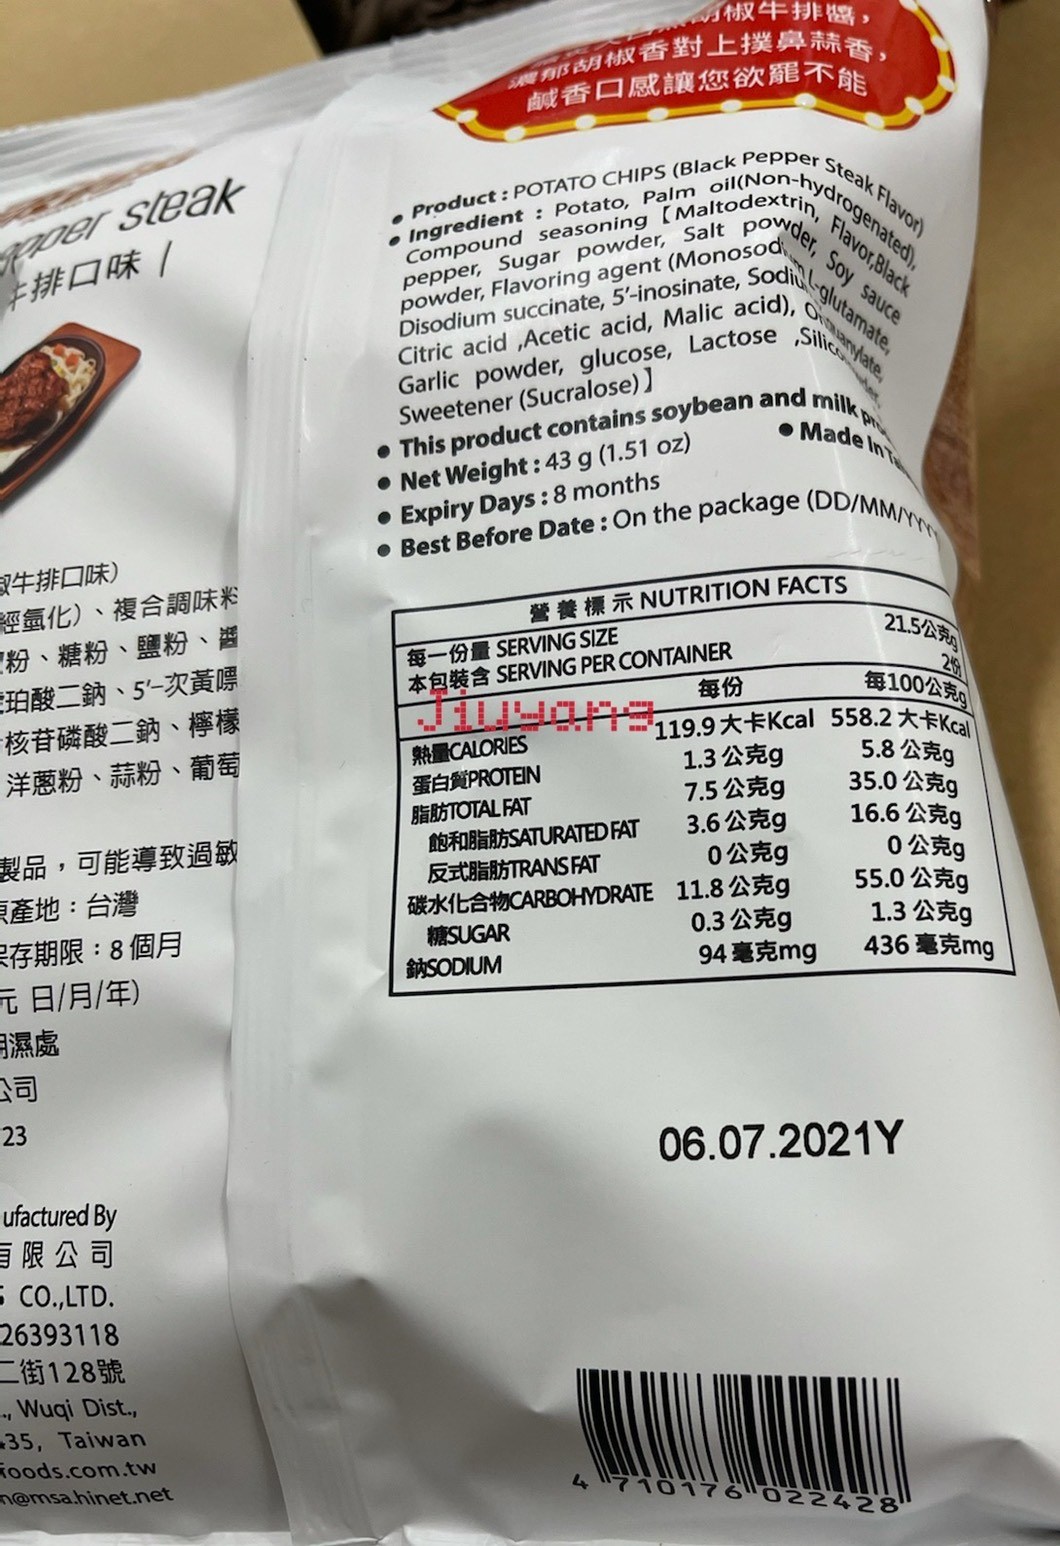 椒牛排醬，
濃郁胡椒香對上撲鼻蒜香，
鹹香口感讓您欲罷不能
pepper steak
牛排口味 |
• Product : POTATO CHIPS (Black Pepper Steak Flavor)
• Ingredient : Potato, Palm oil(Non-hydrogenated),
Compound seasoning【Maltodextrin, Flavor,Black
pepper, Sugar powder, Salt powder, Soy sauce
powder, Flavoring agent (Monosodium L-glutamate,
Disodium succinate, 5'-inosinate, Sodium
Citric acid ,Acetic acid, Malic acid),
Garlic powder, glucose, Lactose
Sweetener (Sucralose)】
• This product contains soybean and milk
• Net Weight : 43 g (1.51 oz)
• Made In
• Expiry Days : 8 months
• Best Before Date : On the package (DD/MM/YYY
營養標示 NUTRITION FACTS
每一份量 SERVING SIZE 21.5公克g
本包裝含 SERVING PER CONTAINER 2份
每份 每100公克g
Jiuyang
熱量CALORIES 119.9 大卡Kcal 558.2 大卡Kcal
蛋白質PROTEIN 1.3 公克g 5.8 公克g
脂肪TOTAL FAT 7.5 公克g 35.0 公克g
飽和脂肪SATURATED FAT 3.6 公克g 16.6 公克g
反式脂肪TRANS FAT 0 公克g 0 公克g
碳水化合物CARBOHYDRATE 11.8 公克g 55.0 公克g
糖SUGAR 0.3 公克g 1.3 公克g
鈉SODIUM 94 毫克mg 436 毫克mg
06.07.2021Y
4 710176 022428
椒牛排口味）
經氫化）、複合調味料
粉、糖粉、鹽粉、醬
珀酸二鈉、5'-次黃嘌
核苷磷酸二鈉、檸檬
洋蔥粉、蒜粉、葡萄
製品，可能導致過敏
原產地：台灣
保存期限：8 個月
元 日/月/年）
濕處
公司
23
ufactured By
有限公司
CO.,LTD.
26393118
二街128號
., Wuqi Dist.,
435, Taiwan
foods.com.tw
n@msa.hinet.net